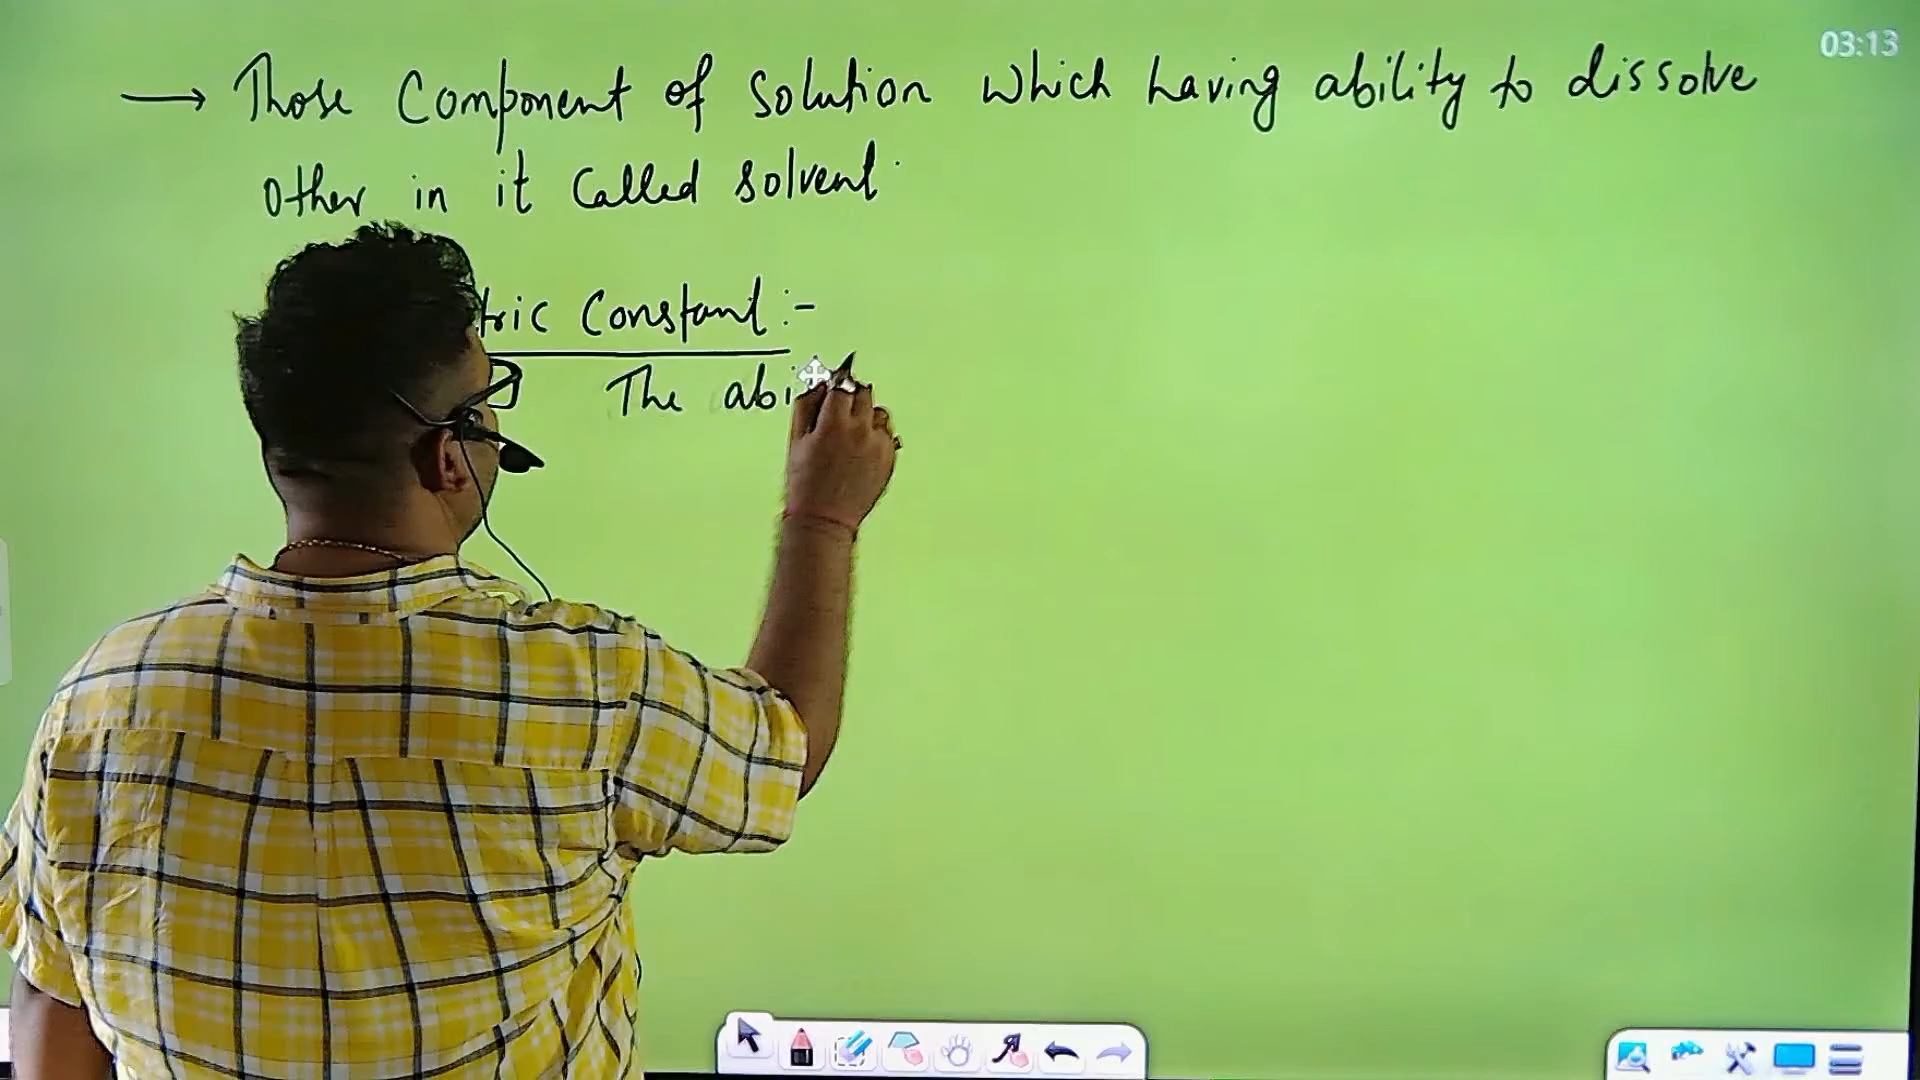 03:13
→ Those Component of Solution which having ability to dissolve
other in it Called solvent.
tric Constant :-
The abi